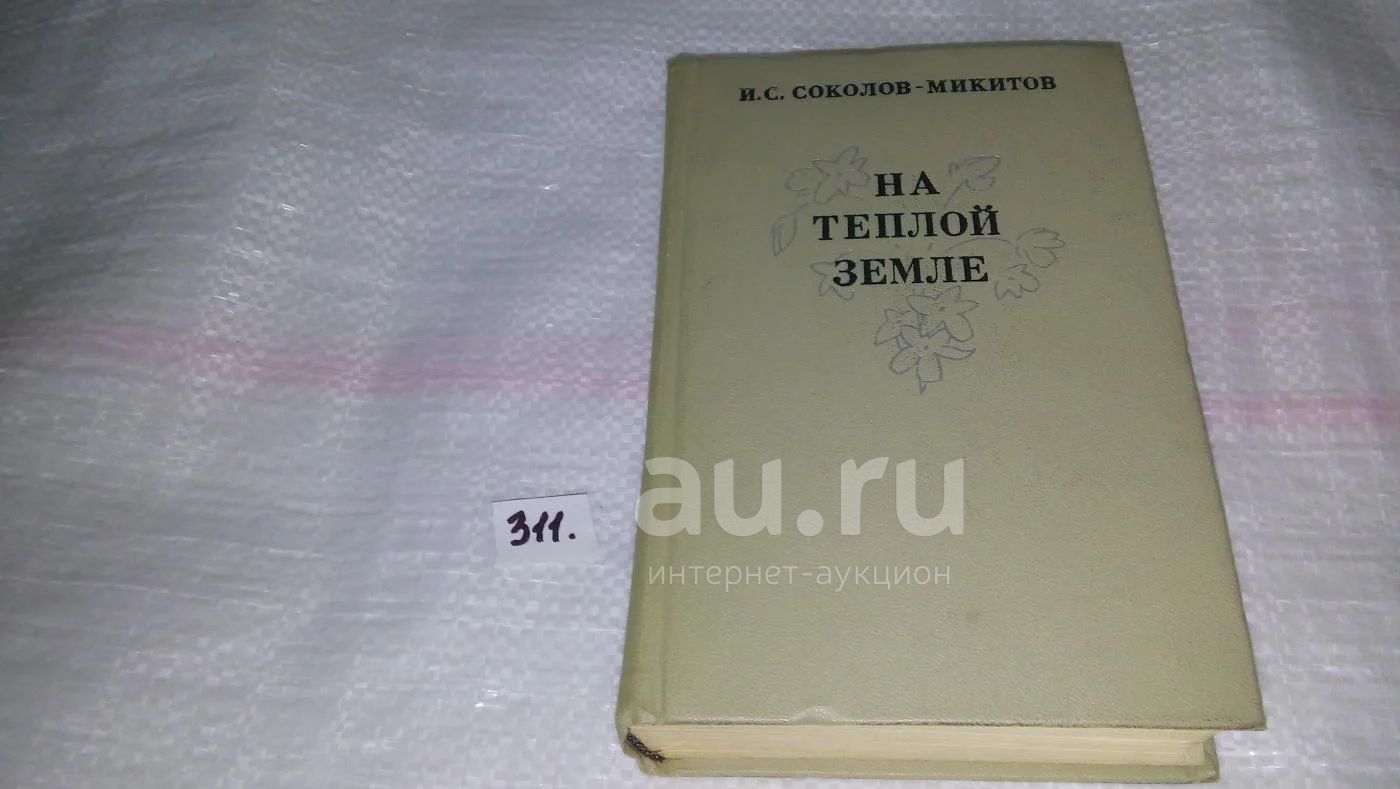 И.С. СОКОЛОВ-МИКИТОВ
НА
ТЕПЛОЙ
ЗЕМЛЕ
311.
au.ru
интернет-аукцион